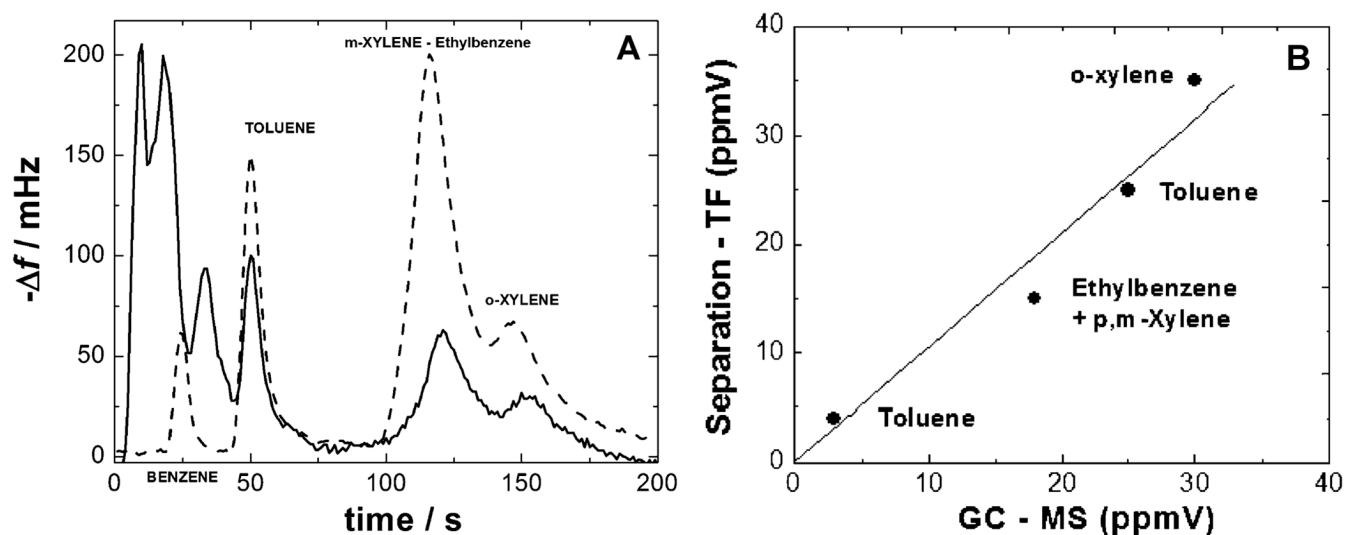 A
m-XYLENE - Ethylbenzene
TOLUENE
o-XYLENE
BENZENE
200
150
100
50
0
-Δf / mHz
0 50 100 150 200
time / s
B
o-xylene
Toluene
Ethylbenzene
+ p,m -Xylene
Toluene
40
30
20
10
0
Separation - TF (ppmV)
0 10 20 30 40
GC - MS (ppmV)